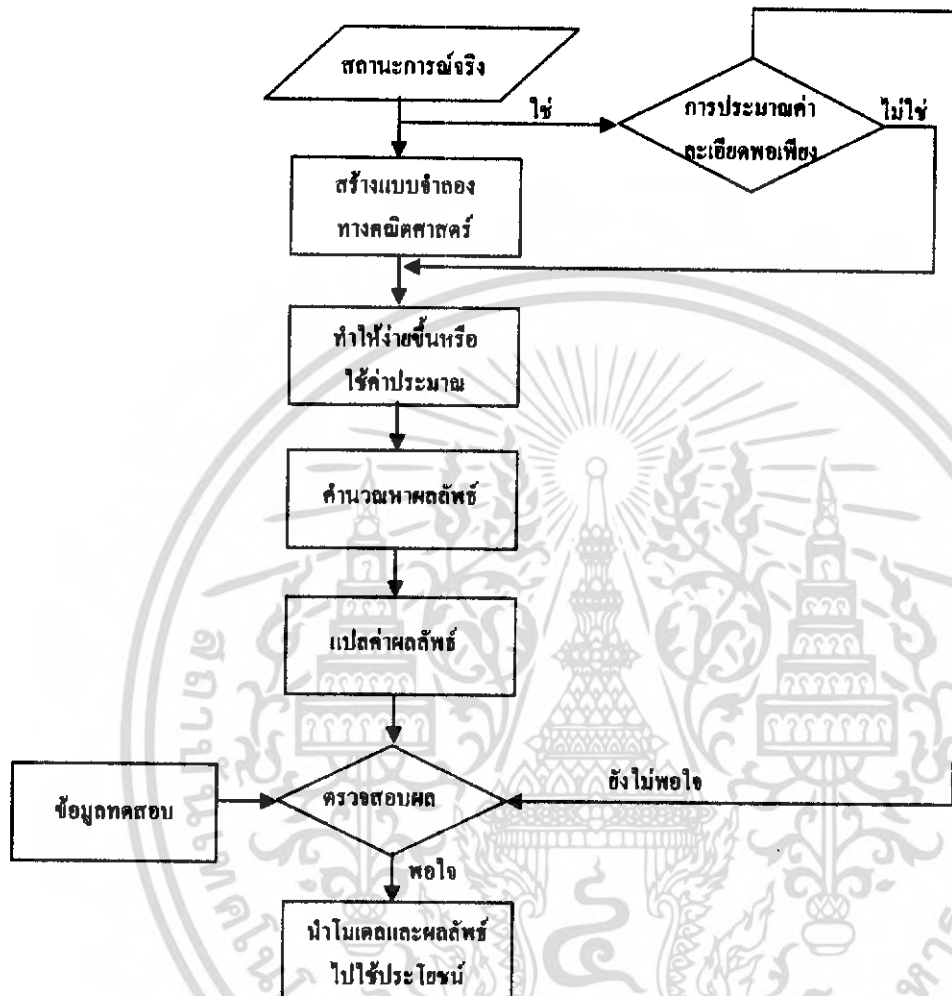 สถานะการณ์จริง
ใช่
การประมาณค่า
ละเอียดพอเพียง
ไม่ใช่
สร้างแบบจำลอง
ทางคณิตศาสตร์
ทำให้ง่ายขึ้นหรือ
ใช้ค่าประมาณ
คำนวณหาผลลัพธ์
แปลค่าผลลัพธ์
ข้อมูลทดสอบ
ตรวจสอบผล
ยังไม่พอใจ
พอใจ
นำโมเดลและผลลัพธ์
ไปใช้ประโยชน์